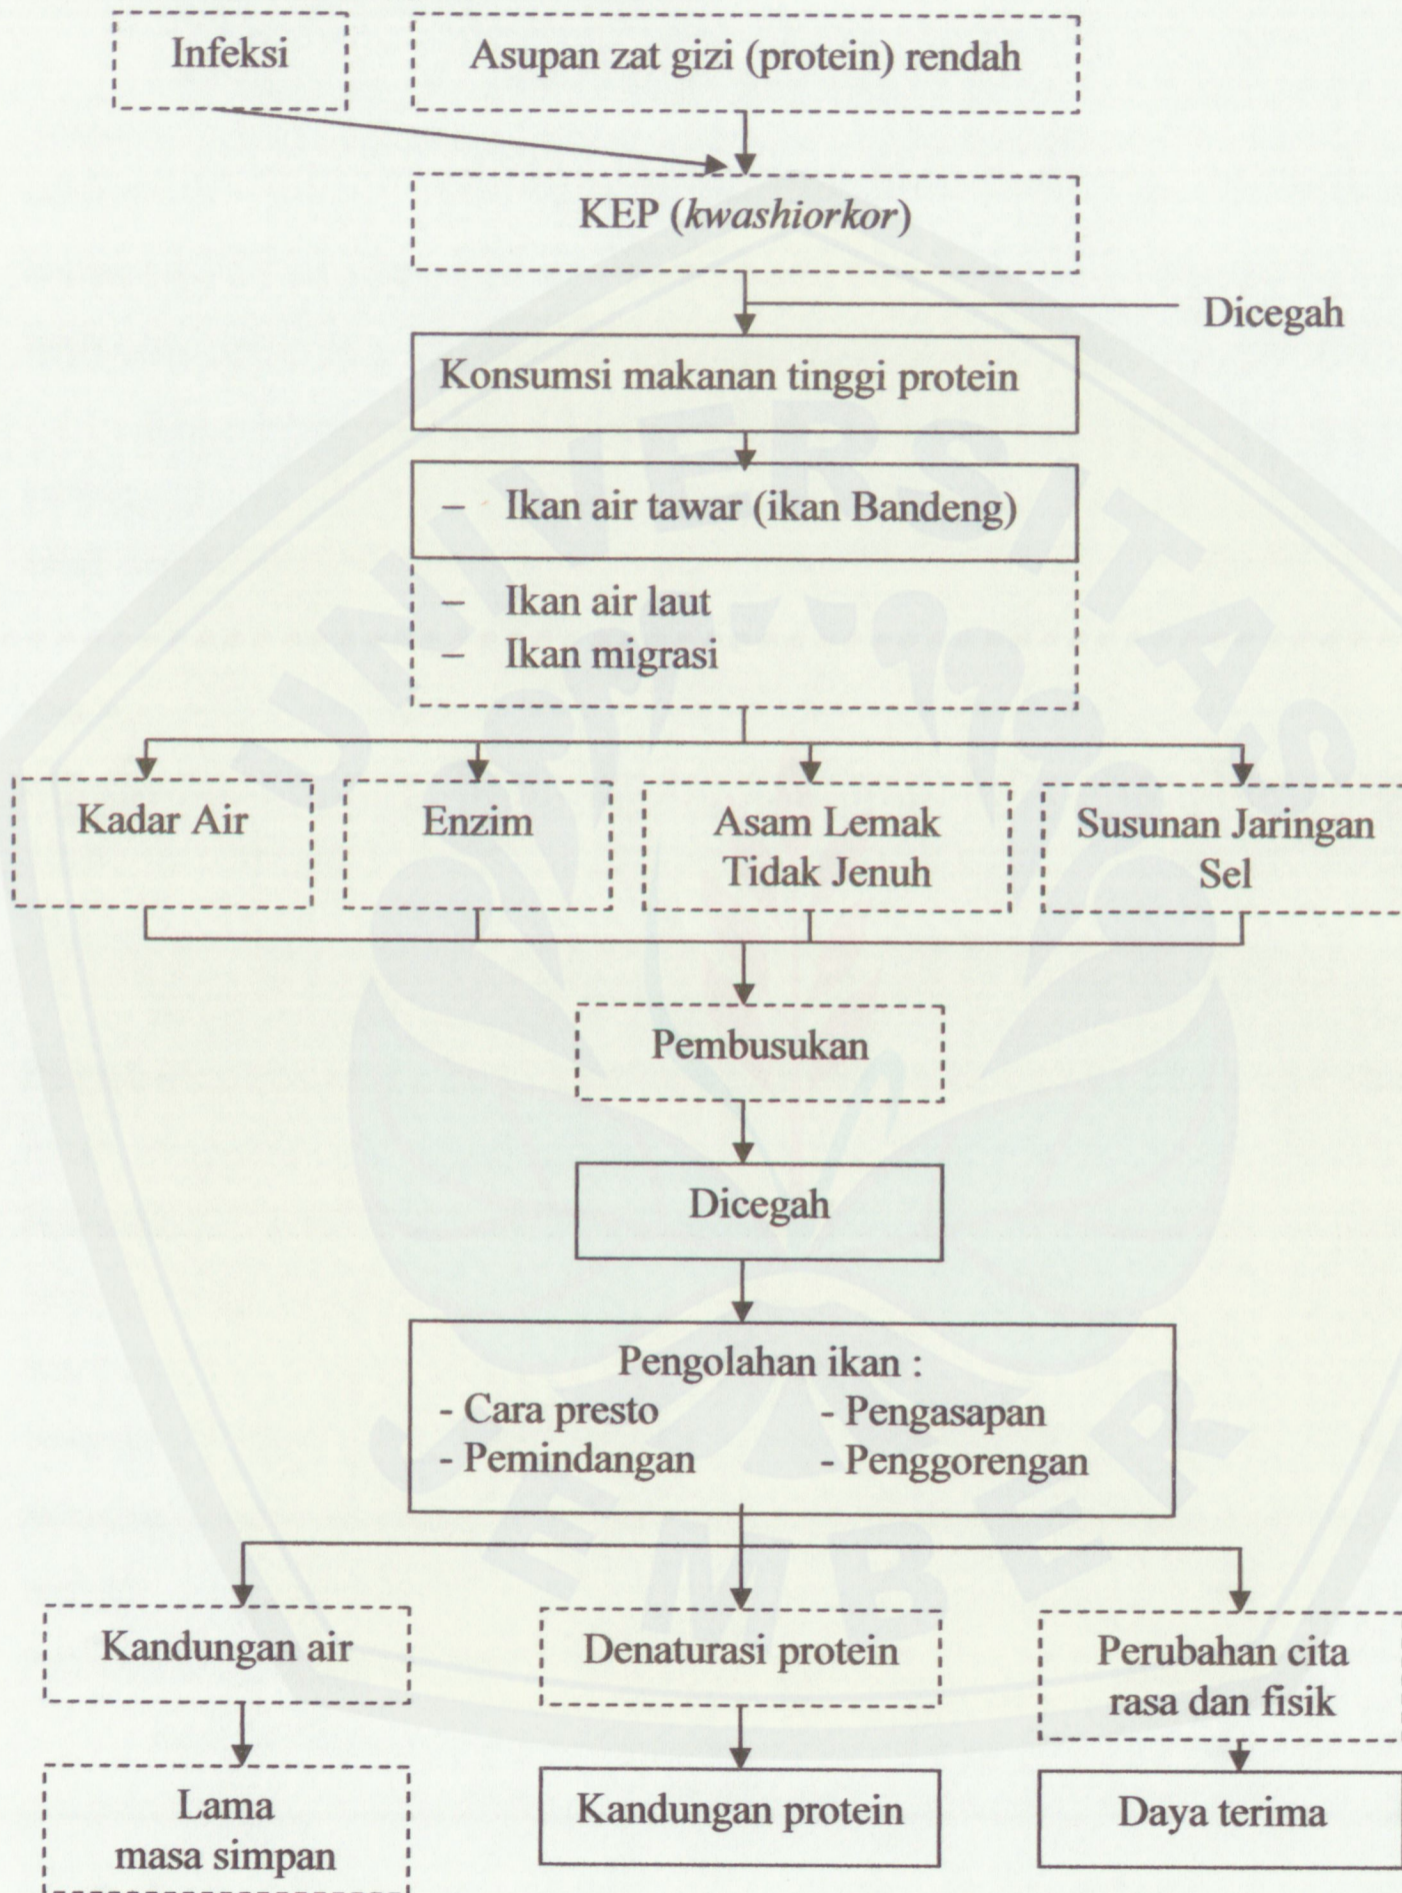 Infeksi
Asupan zat gizi (protein) rendah
KEP (kwashiorkor)
Dicegah
Konsumsi makanan tinggi protein
– Ikan air tawar (ikan Bandeng)
– Ikan air laut
– Ikan migrasi
Kadar Air
Enzim
Asam Lemak
Tidak Jenuh
Susunan Jaringan
Sel
Pembusukan
Dicegah
Pengolahan ikan :
- Cara presto
- Pengasapan
- Pemindangan
- Penggorengan
Kandungan air
Denaturasi protein
Perubahan cita
rasa dan fisik
Lama
masa simpan
Kandungan protein
Daya terima
UNIVERSITAS
JEMBER